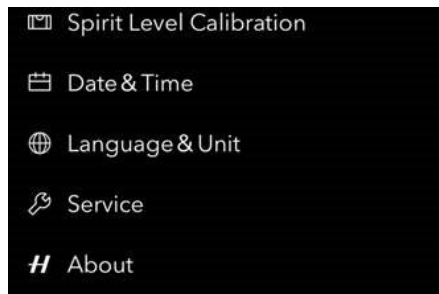 Spirit Level Calibration
Date & Time
Language & Unit
Service
H About